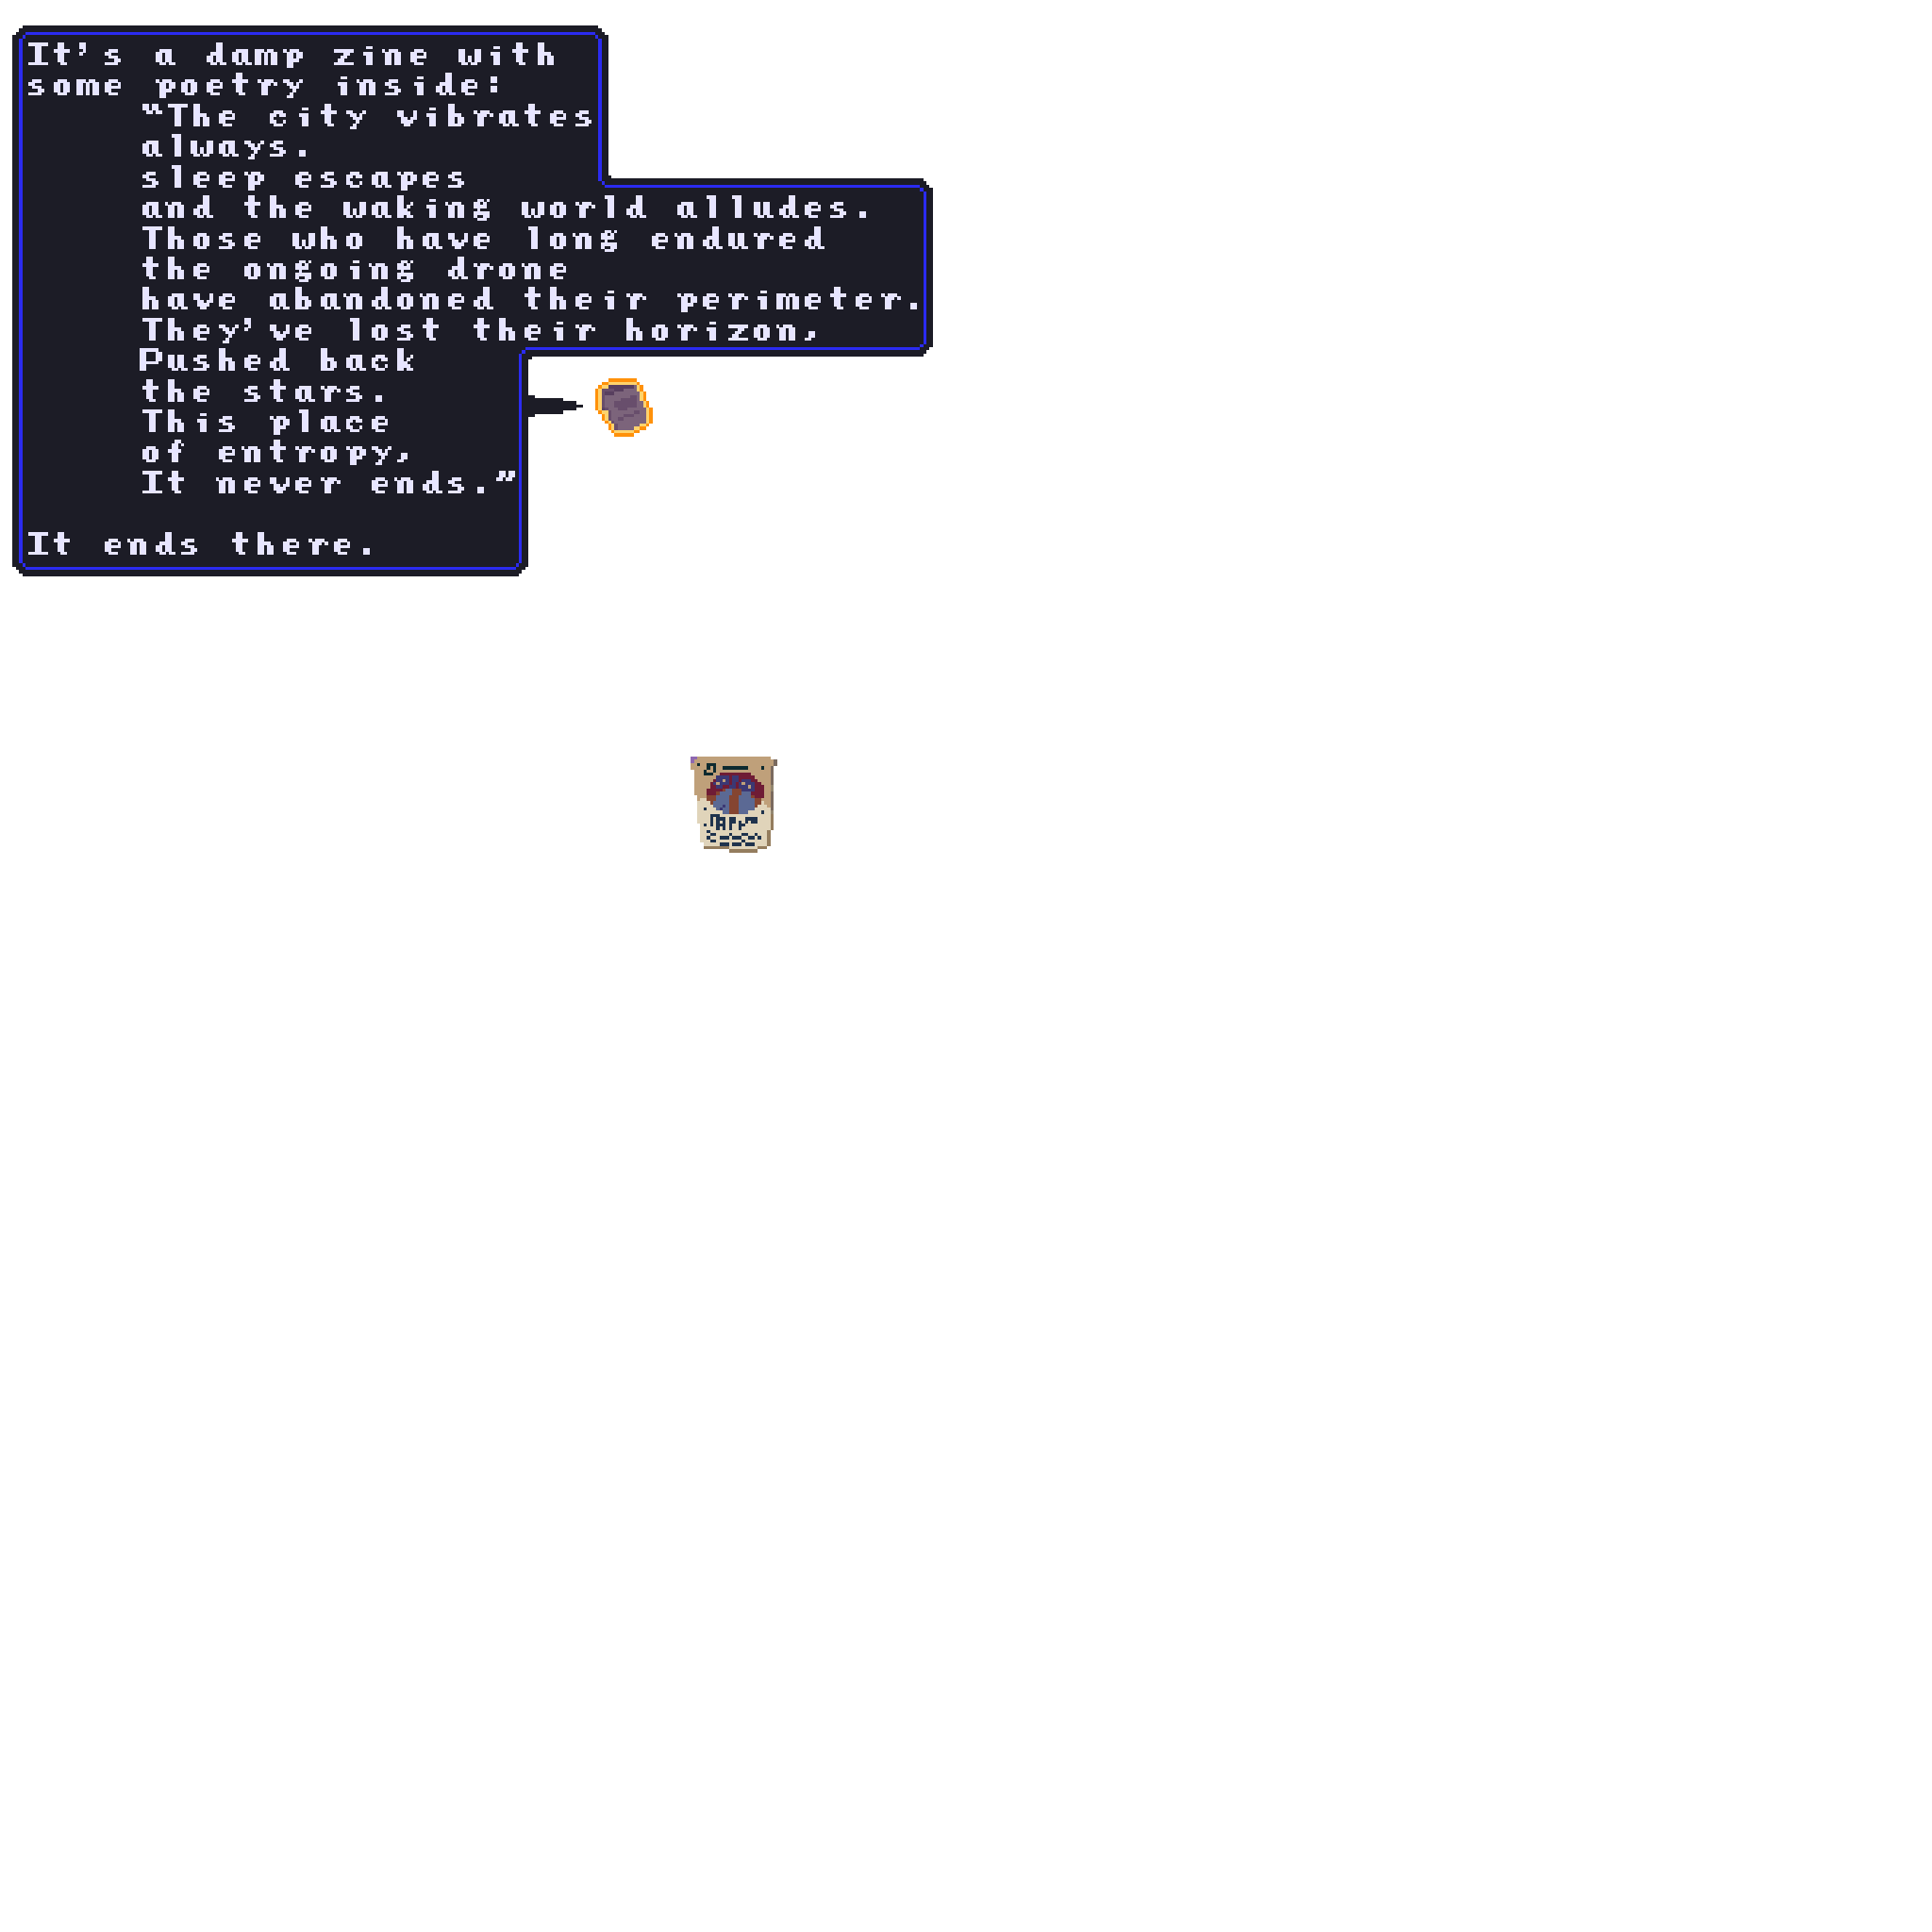 It's a damp zine with
some poetry inside:
"The city vibrates
always.
sleep escapes
and the waking world alludes.
Those who have long endured
the ongoing drone
have abandoned their perimeter.
They've lost their horizon,
Pushed back
the stars.
This place
of entropy,
It never ends."
It ends there.